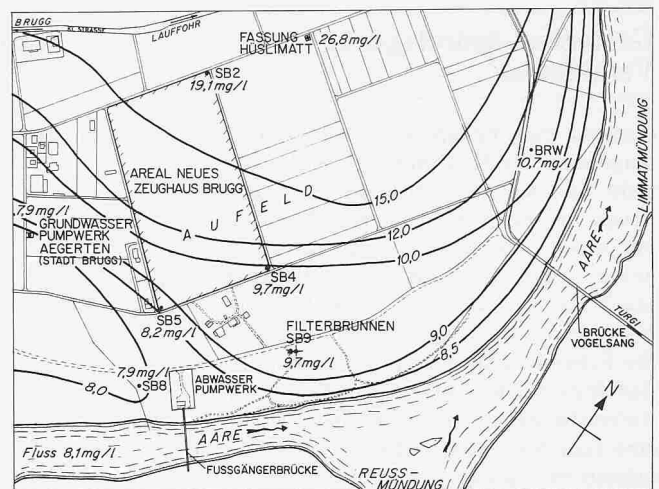 BRUGG
AL. STRASSE
LAUFFOHR
FASSUNG
HÜSLIMATT
26,8 mg/l
SB2
19,1 mg/l
BRW
10,7 mg/l
LIMMATMÜNDUNG
AREAL NEUES
ZEUGHAUS BRUGG
AUFELD
15,0
12,0
10,0
7,9 mg/l
GRUNDWASSER
PUMPWERK
AEGERTEN
(STADT BRUGG)
SB4
9,7 mg/l
AARE
TURGI
BRÜCKE
VOGELSANG
SB5
8,2 mg/l
FILTERBRUNNEN
SB9
9,7 mg/l
9,0
8,5
7,9 mg/l
SB8
8,0
ABWASSER
PUMPWERK
N
AARE
Fluss 8,1 mg/l
FUSSGÄNGERBRÜCKE
REUSS-
MÜNDUNG